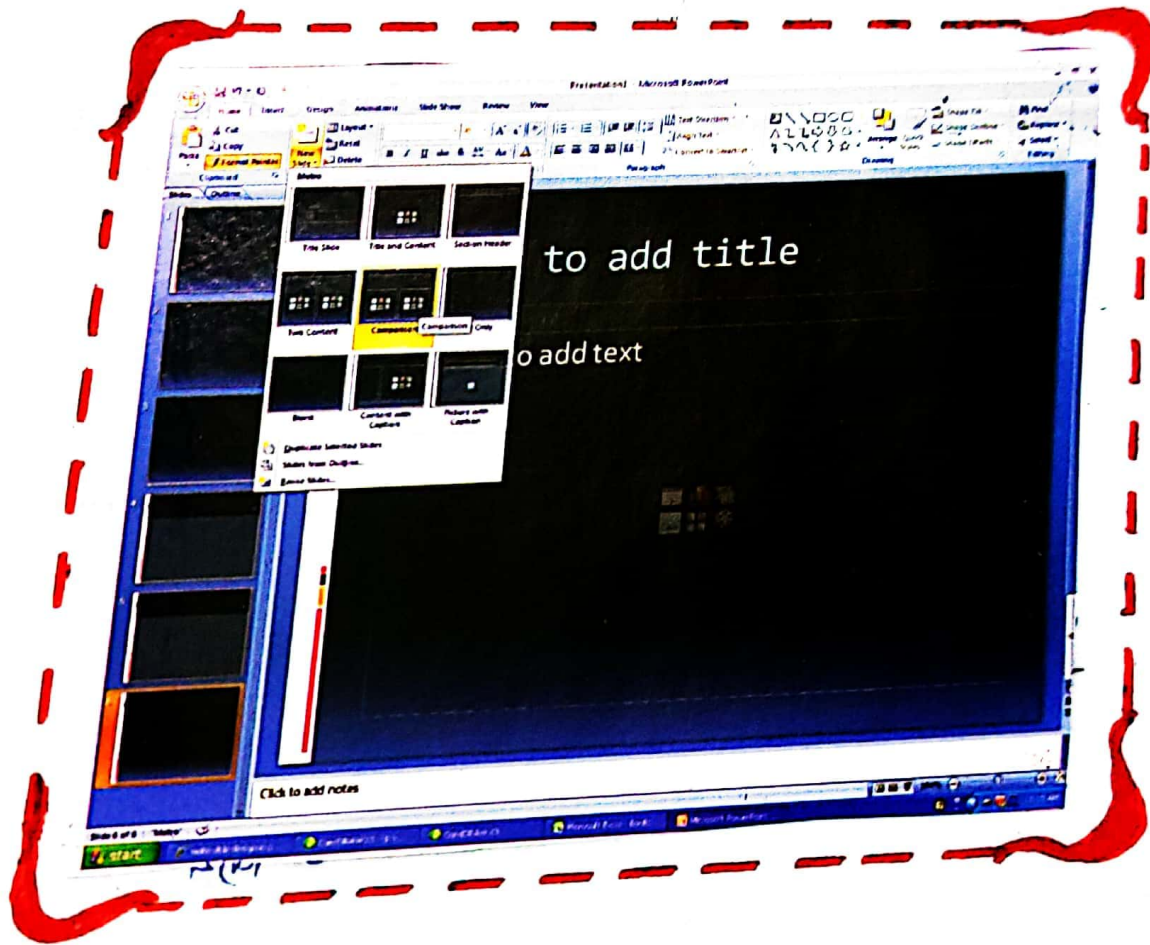 Presentation1 - Microsoft PowerPoint
Home Insert Design Animations Slide Show Review View
Cut
Copy
Paste
Format Painter
Clipboard
New
Slide
Layout
Reset
Delete
Paragraph
Text Direction
Align Text
Convert to SmartArt
Arrange
Quick
Styles
Drawing
Shape Fill
Shape Outline
Shape Effects
Find
Replace
Select
Editing
Slides Outline
Metro
Title Slide Title and Content Section Header
Two Content Comparison Comparison Only
Blank Content with Caption Picture with Caption
Duplicate Selected Slides
Slides from Outline...
Reuse Slides...
to add title
o add text
Click to add notes
Slide 6 of 6 "Metro"
start